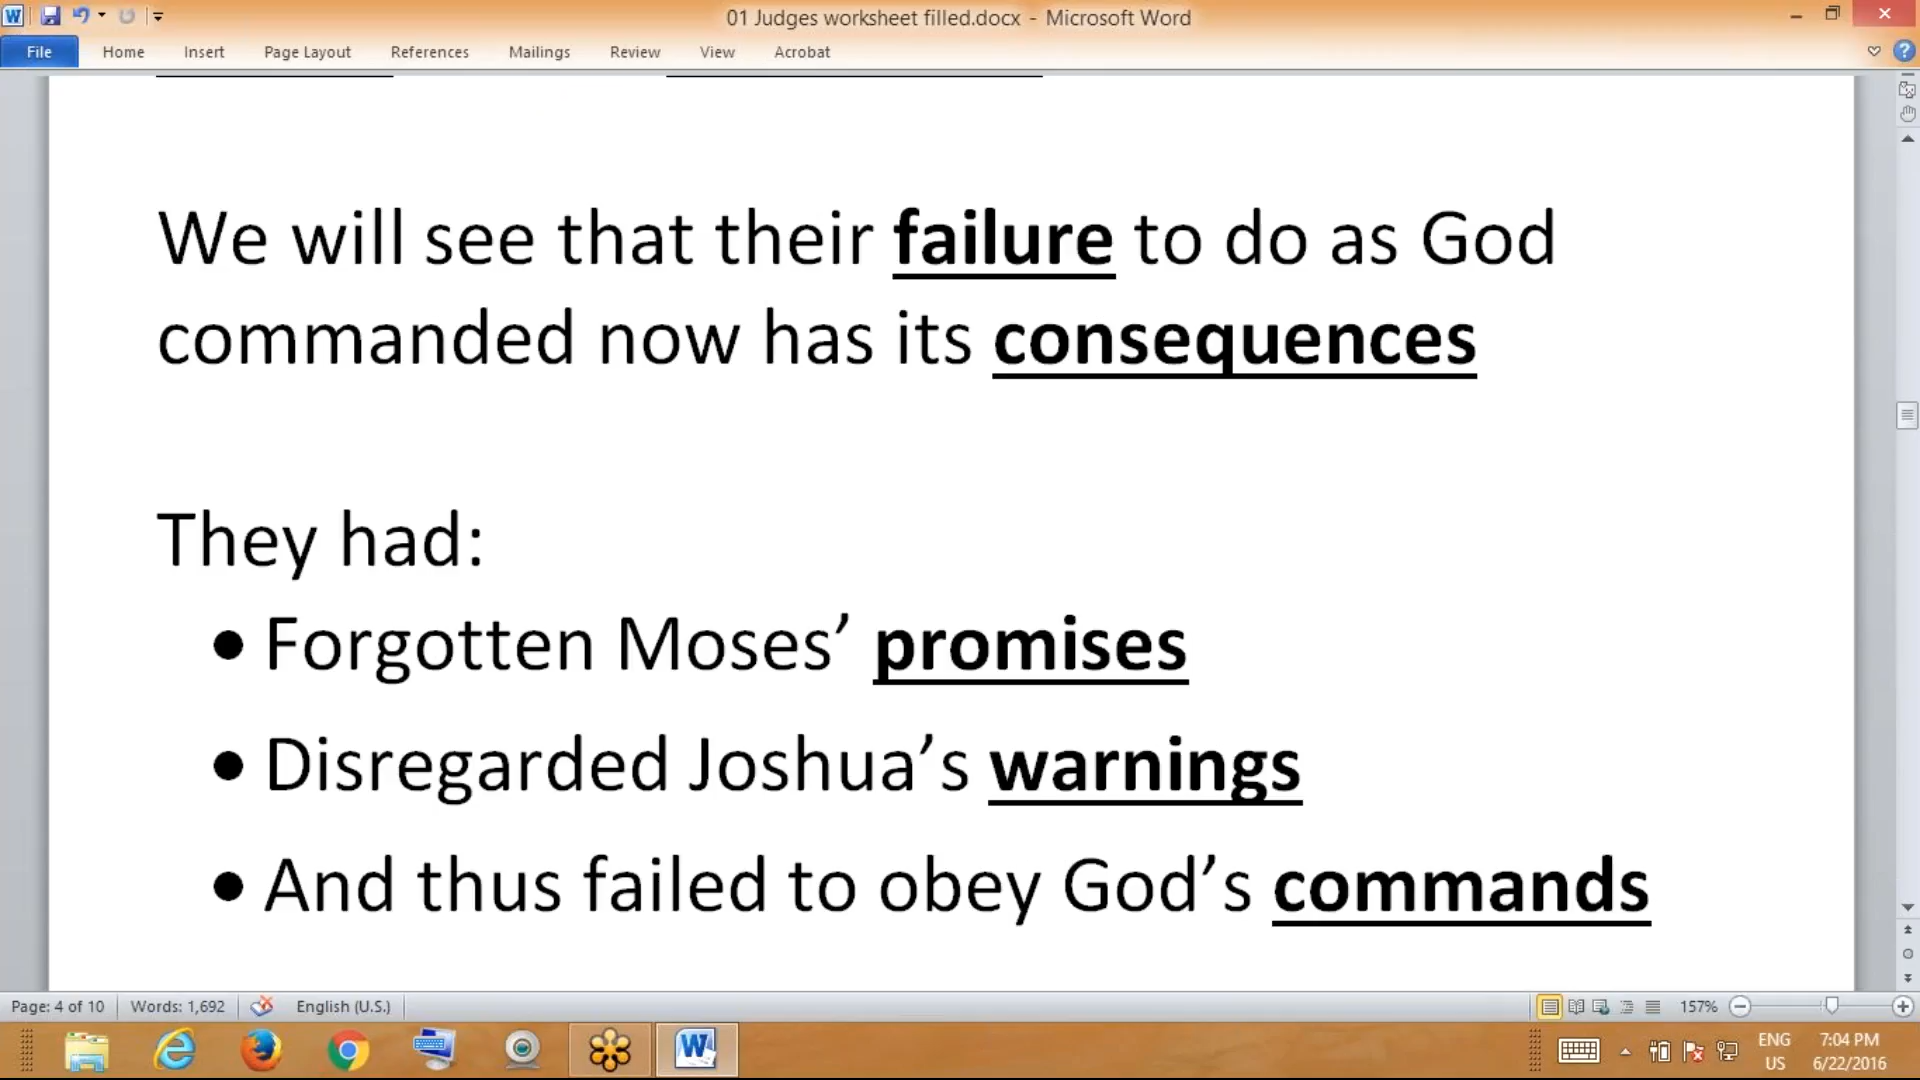 01 Judges worksheet filled.docx - Microsoft Word
File Home Insert Page Layout References Mailings Review View Acrobat
We will see that their failure to do as God
commanded now has its consequences
They had:
• Forgotten Moses’ promises
• Disregarded Joshua’s warnings
• And thus failed to obey God’s commands
Page: 4 of 10 Words: 1,692 English (U.S.) 157%
ENG 7:04 PM
US 6/22/2016